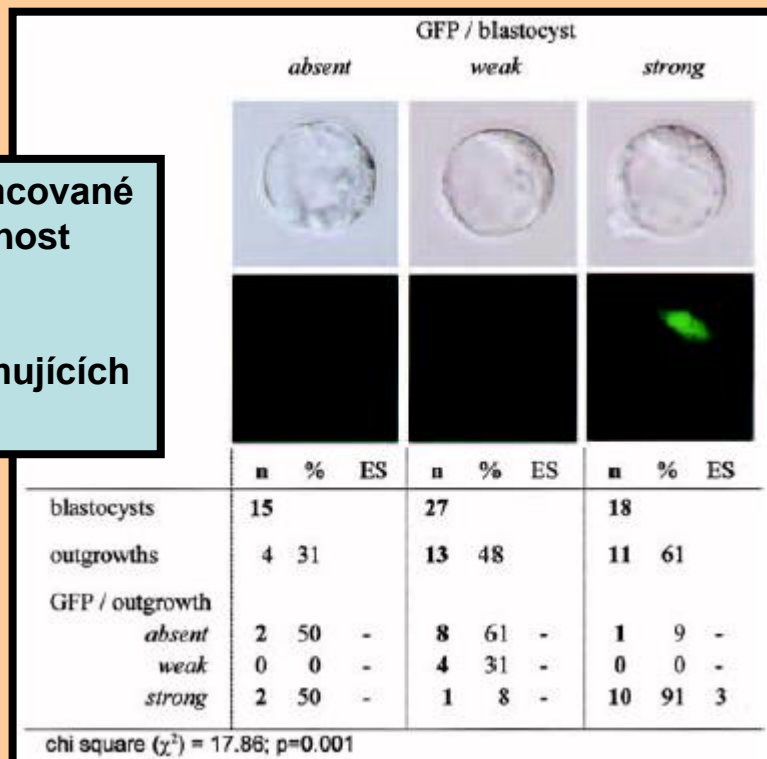 ncované
nost
mujících
GFP / blastocyst
absent weak strong
n % ES n % ES n % ES
blastocysts 15 27 18
outgrowths 4 31 13 48 11 61
GFP / outgrowth
absent 2 50 - 8 61 - 1 9 -
weak 0 0 - 4 31 - 0 0 -
strong 2 50 - 1 8 - 10 91 3
chi square (χ²) = 17.86; p=0.001